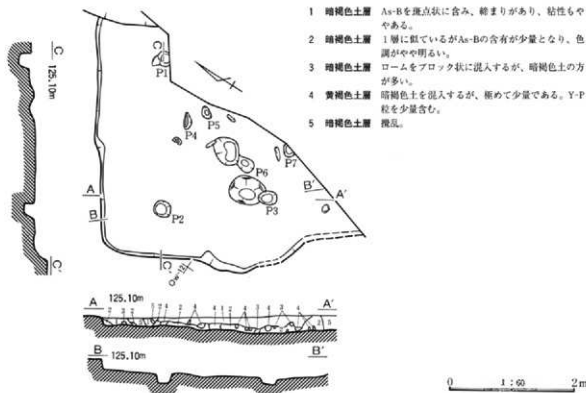 1 暗褐色土層 As-Bを斑点状に含み、締まりがあり、粘性もや
やある。
2 暗褐色土層 1層に似ているがAs-Bの含有が少量となり、色
調がやや明るい。
3 暗褐色土層 ロームをブロック状に混入するが、暗褐色土の方
が多い。
4 黄褐色土層 暗褐色土を混入するが、極めて少量である。Y-P
粒を少量含む。
5 暗褐色土層 攪乱。
C
125.10m
C'
C
P1
P5
P4
P6
P7
P3
P2
A
A'
B
B'
C'
A 125.10m A'
B 125.10m B'
0 1:60 2m